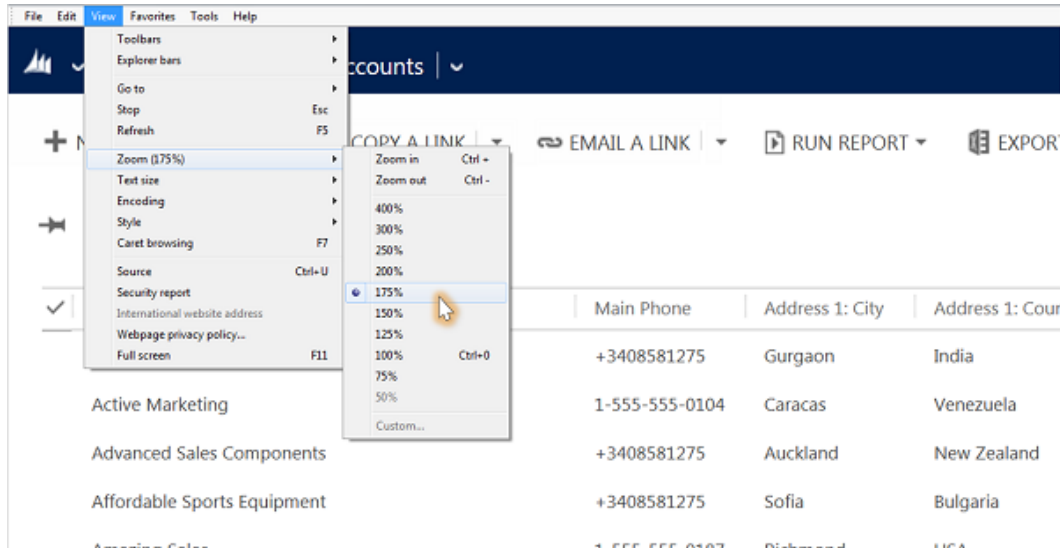 File Edit View Favorites Tools Help
Toolbars
Explorer bars
Go to
Stop Esc
Refresh F5
Zoom (175%)
Text size
Encoding
Style
Caret browsing F7
Source Ctrl+U
Security report
International website address
Webpage privacy policy...
Full screen F11
Zoom in Ctrl +
Zoom out Ctrl -
400%
300%
250%
200%
175%
150%
125%
100% Ctrl+0
75%
50%
Custom...
ccounts
N COPY A LINK EMAIL A LINK RUN REPORT EXPOR
Main Phone Address 1: City Address 1: Cour
+3408581275 Gurgaon India
Active Marketing 1-555-555-0104 Caracas Venezuela
Advanced Sales Components +3408581275 Auckland New Zealand
Affordable Sports Equipment +3408581275 Sofia Bulgaria